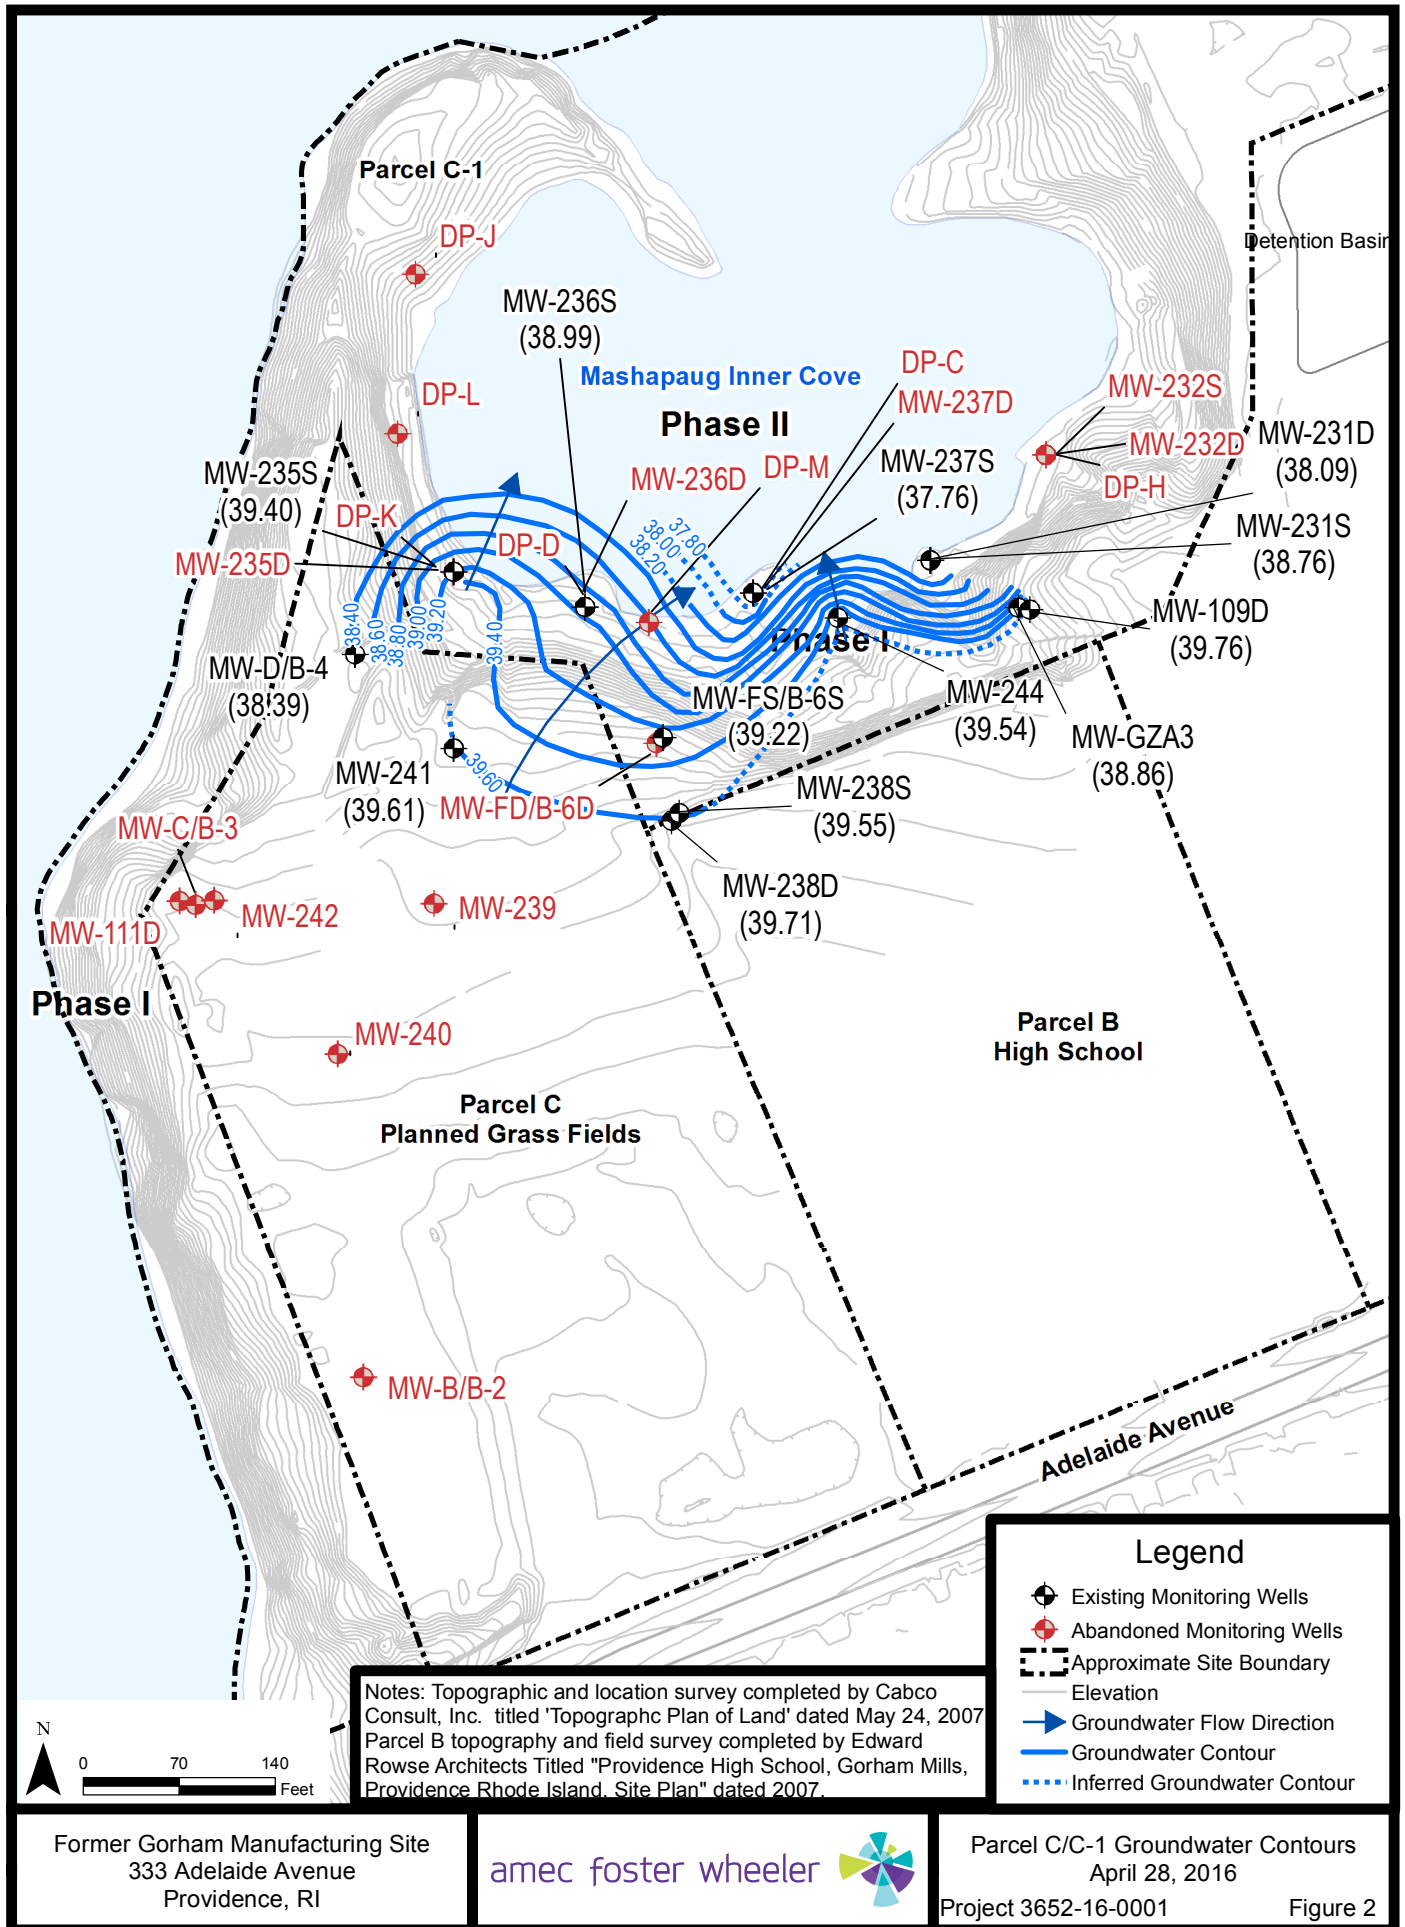 Parcel C-1
DP-J
Detention Basin
MW-236S
(38.99)
Mashapaug Inner Cove
Phase II
DP-C
MW-237D
MW-232S
DP-L
MW-232D
MW-231D
(38.09)
MW-235S
(39.40)
MW-236D
DP-M
MW-237S
(37.76)
DP-H
DP-K
MW-231S
(38.76)
DP-D
37.80
38.00
38.20
MW-235D
38.40
38.60
38.80
39.00
39.20
39.40
Phase I
MW-109D
(39.76)
MW-D/B-4
(38.39)
MW-FS/B-6S
(39.22)
MW-244
(39.54)
MW-GZA3
(38.86)
MW-241
(39.61)
39.60
MW-FD/B-6D
MW-238S
(39.55)
MW-C/B-3
MW-238D
(39.71)
MW-242
MW-239
MW-111D
Phase I
MW-240
Parcel B
High School
Parcel C
Planned Grass Fields
MW-B/B-2
Adelaide Avenue
Legend
Existing Monitoring Wells
Abandoned Monitoring Wells
Approximate Site Boundary
Elevation
Groundwater Flow Direction
Groundwater Contour
Inferred Groundwater Contour
Notes: Topographic and location survey completed by Cabco
Consult, Inc. titled 'Topographc Plan of Land' dated May 24, 2007
Parcel B topography and field survey completed by Edward
Rowse Architects Titled "Providence High School, Gorham Mills,
Providence Rhode Island. Site Plan" dated 2007.
N
0 70 140
Feet
Former Gorham Manufacturing Site
333 Adelaide Avenue
Providence, RI
amec foster wheeler
Parcel C/C-1 Groundwater Contours
April 28, 2016
Project 3652-16-0001 Figure 2